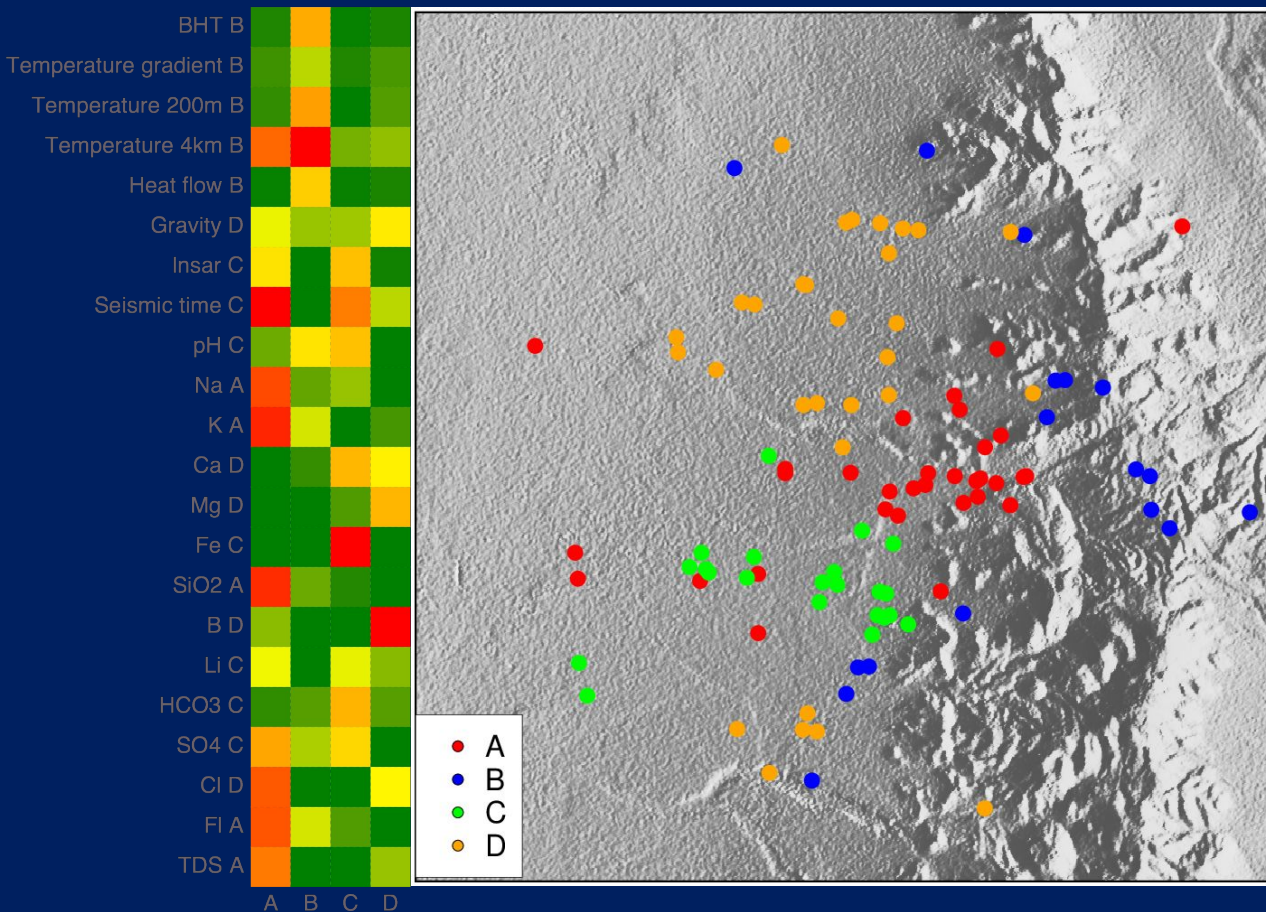 BHT B
Temperature gradient B
Temperature 200m B
Temperature 4km B
Heat flow B
Gravity D
Insar C
Seismic time C
pH C
Na A
K A
Ca D
Mg D
Fe C
SiO2 A
B D
Li C
HCO3 C
SO4 C
Cl D
Fl A
TDS A
A B C D
A
B
C
D